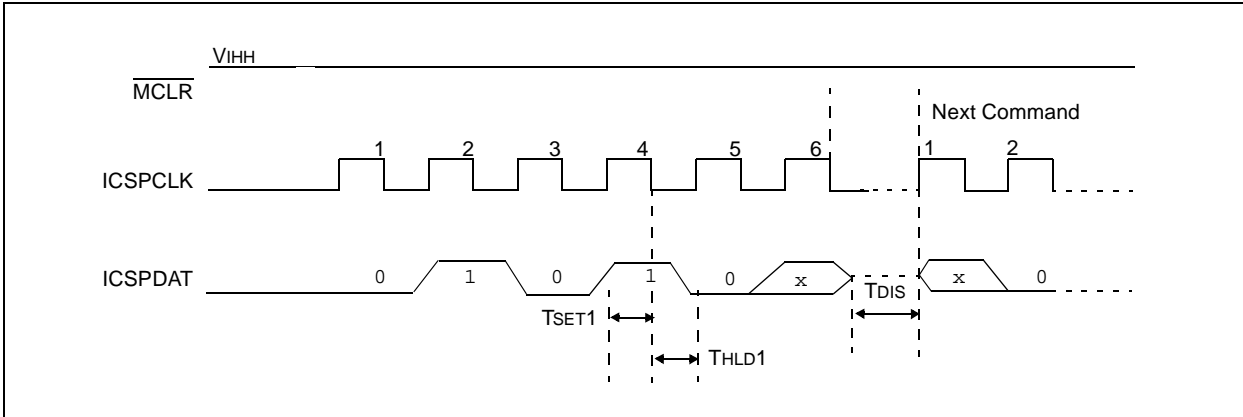 VIHH
MCLR
Next Command
1 2 3 4 5 6 1 2
ICSPCLK
ICSPDAT 0 1 0 1 0 x x 0
TDIS
TSET1
THLD1